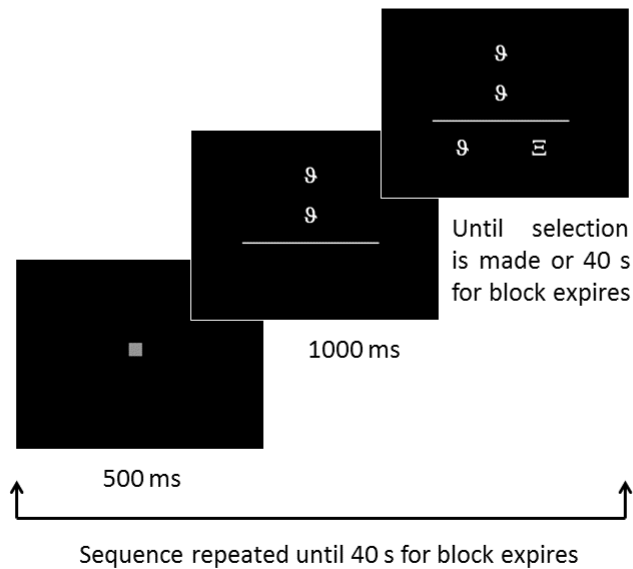 ϑ
ϑ
ϑ Ξ
ϑ
ϑ
Until selection
is made or 40 s
for block expires
1000 ms
500 ms
Sequence repeated until 40 s for block expires